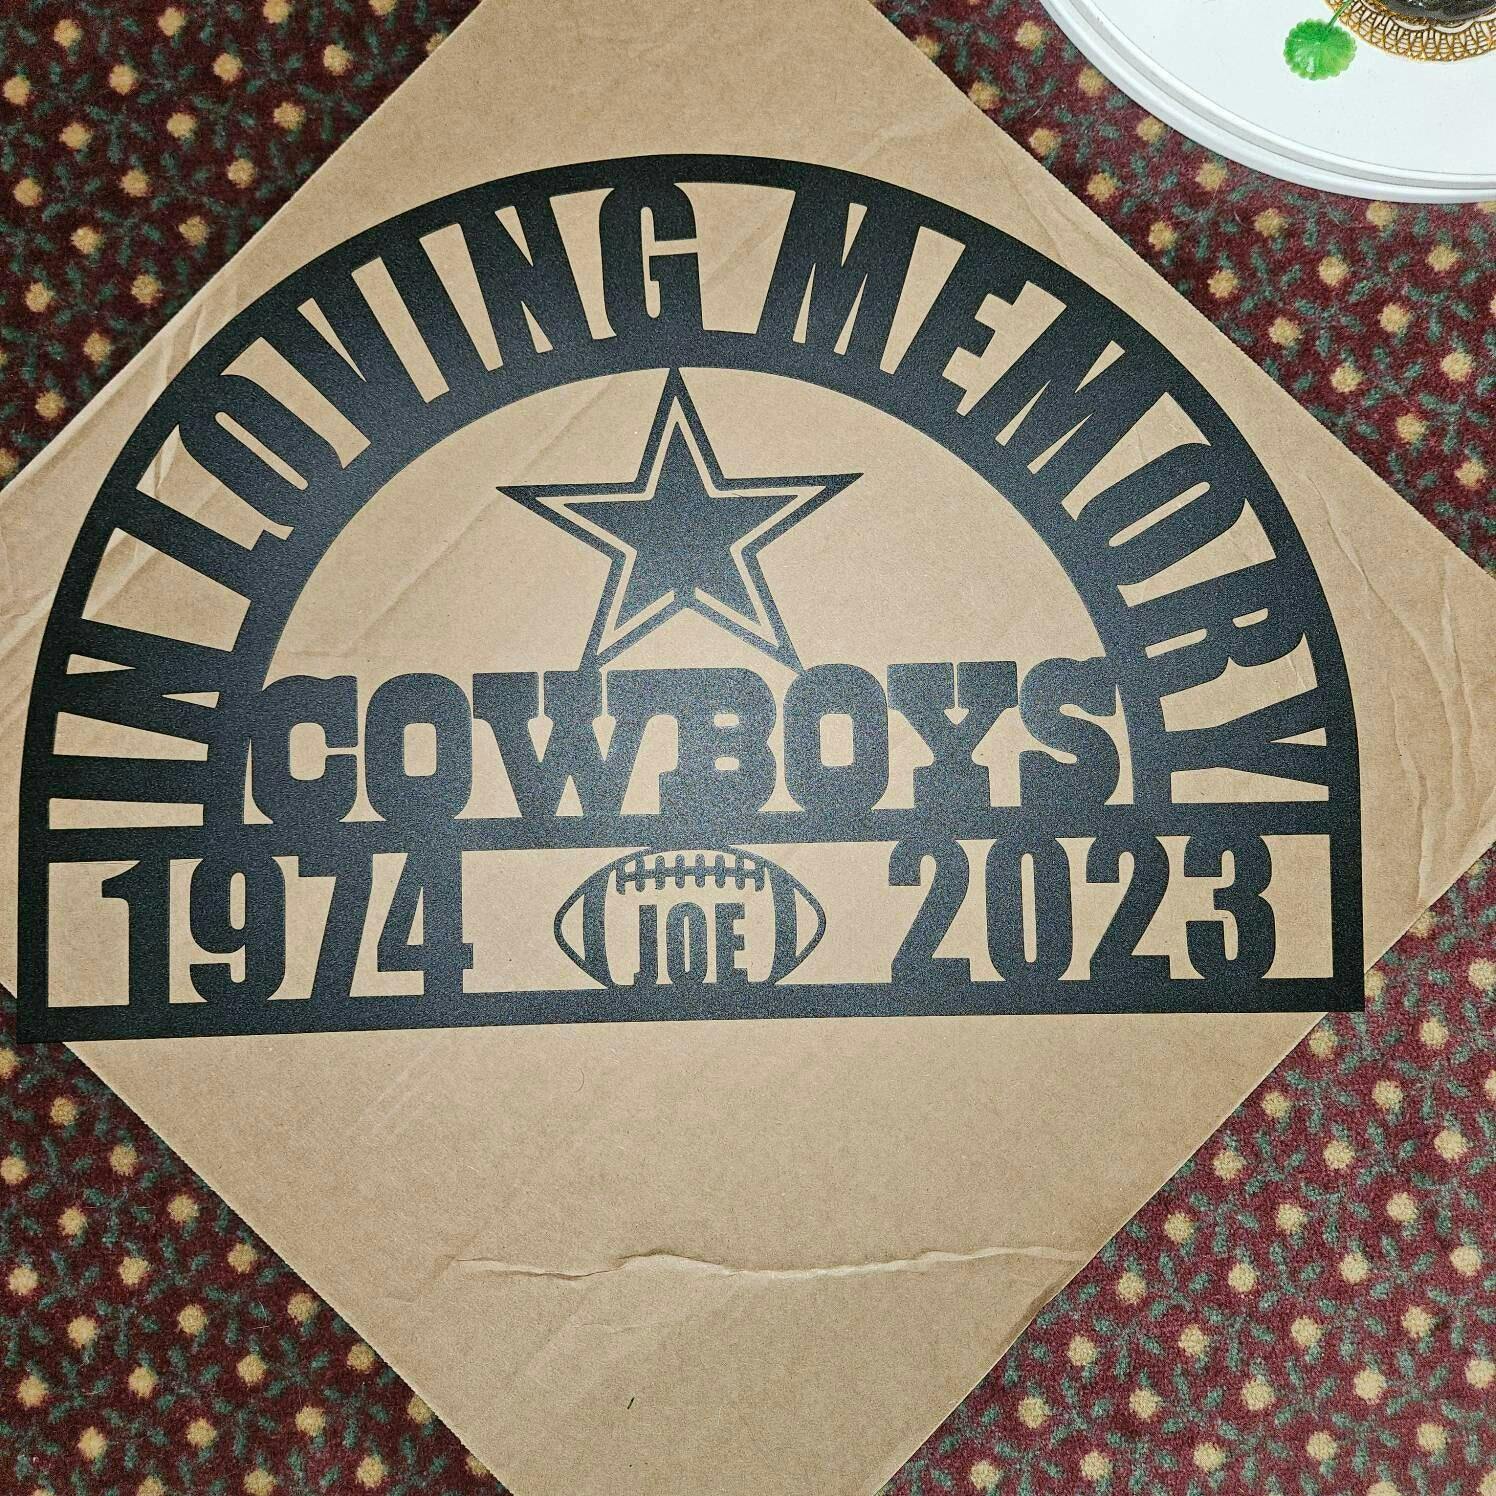 IN LOVING MEMORY
COWBOYS
1974 JOE 2023